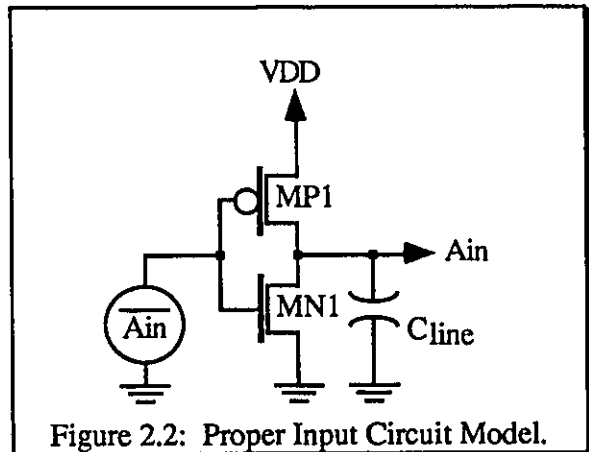 VDD
MP1
Ain
MN1
Ain
Cline
Figure 2.2: Proper Input Circuit Model.